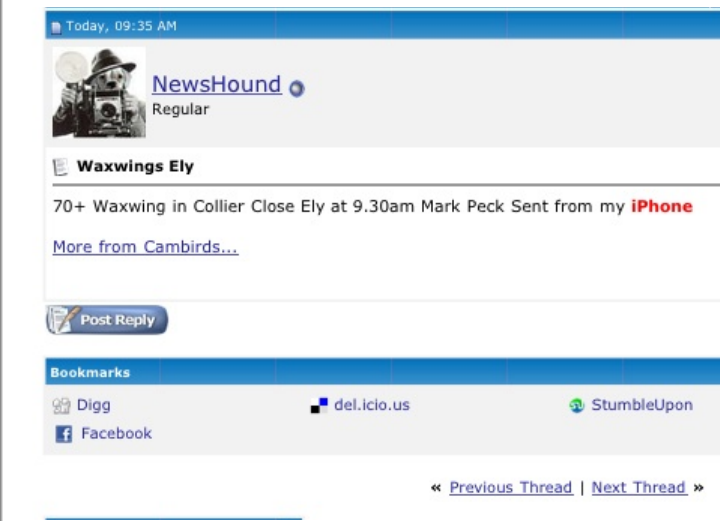 Today, 09:35 AM
NewsHound
Regular
Waxwings Ely
70+ Waxwing in Collier Close Ely at 9.30am Mark Peck Sent from my iPhone
More from Cambirds...
Post Reply
Bookmarks
Digg del.icio.us StumbleUpon
Facebook
« Previous Thread | Next Thread »